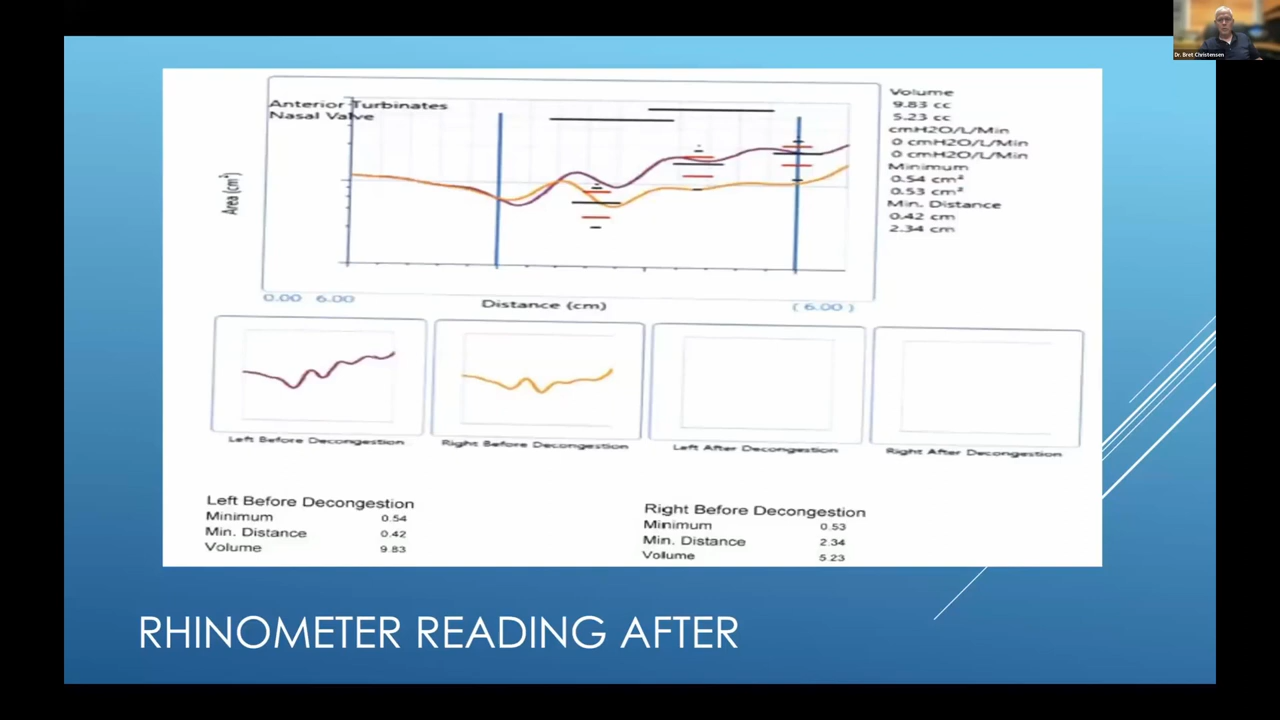 Dr. Bret Christensen
Anterior Turbinates
Nasal Valve
Area (cm²)
Volume
9.83 cc
5.23 cc
cmH2O/L/Min
0 cmH2O/L/Min
0 cmH2O/L/Min
Minimum
0.54 cm²
0.53 cm²
Min. Distance
0.42 cm
2.34 cm
0.00 6.00
Distance (cm)
( 6.00 )
Left Before Decongestion
Right Before Decongestion
Left After Decongestion
Right After Decongestion
Left Before Decongestion
Minimum 0.54
Min. Distance 0.42
Volume 9.83
Right Before Decongestion
Minimum 0.53
Min. Distance 2.34
Volume 5.23
RHINOMETER READING AFTER